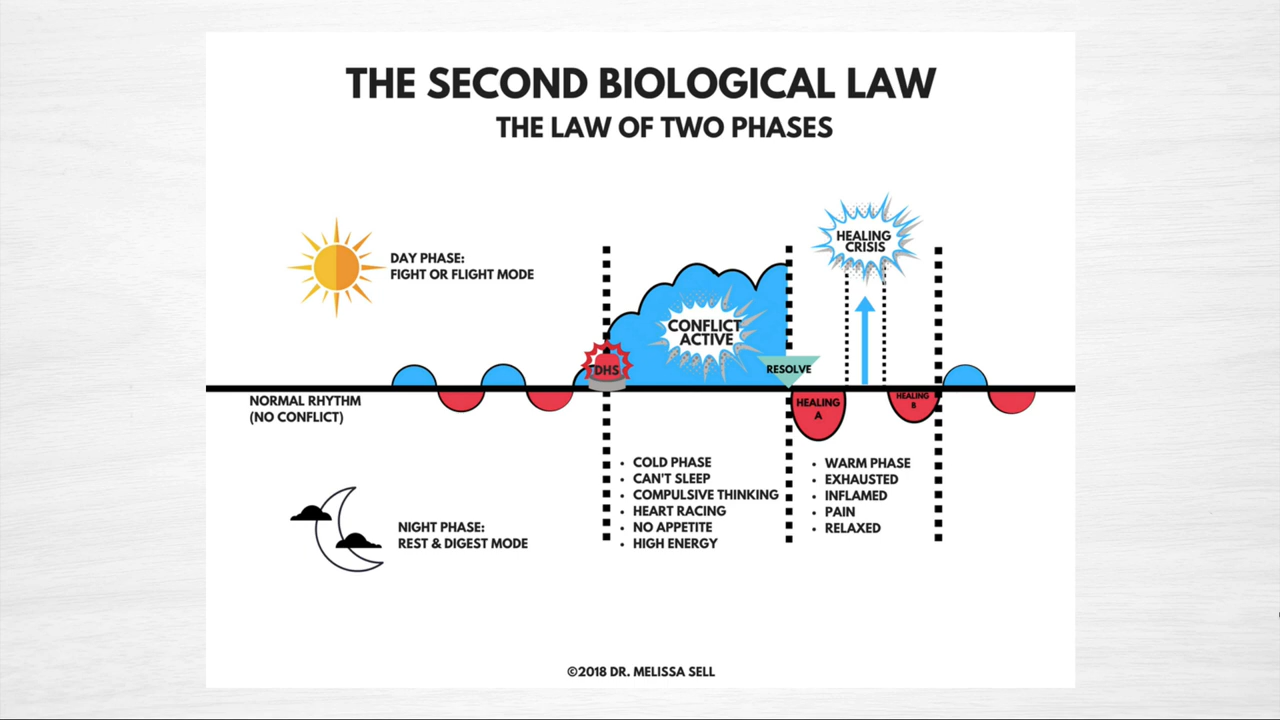 THE SECOND BIOLOGICAL LAW
THE LAW OF TWO PHASES
DAY PHASE:
FIGHT OR FLIGHT MODE
HEALING
CRISIS
CONFLICT
ACTIVE
DHS
RESOLVE
NORMAL RHYTHM
(NO CONFLICT)
HEALING
A
HEALING
B
• COLD PHASE
• CAN'T SLEEP
• COMPULSIVE THINKING
• HEART RACING
• NO APPETITE
• HIGH ENERGY
• WARM PHASE
• EXHAUSTED
• INFLAMED
• PAIN
• RELAXED
NIGHT PHASE:
REST & DIGEST MODE
©2018 DR. MELISSA SELL